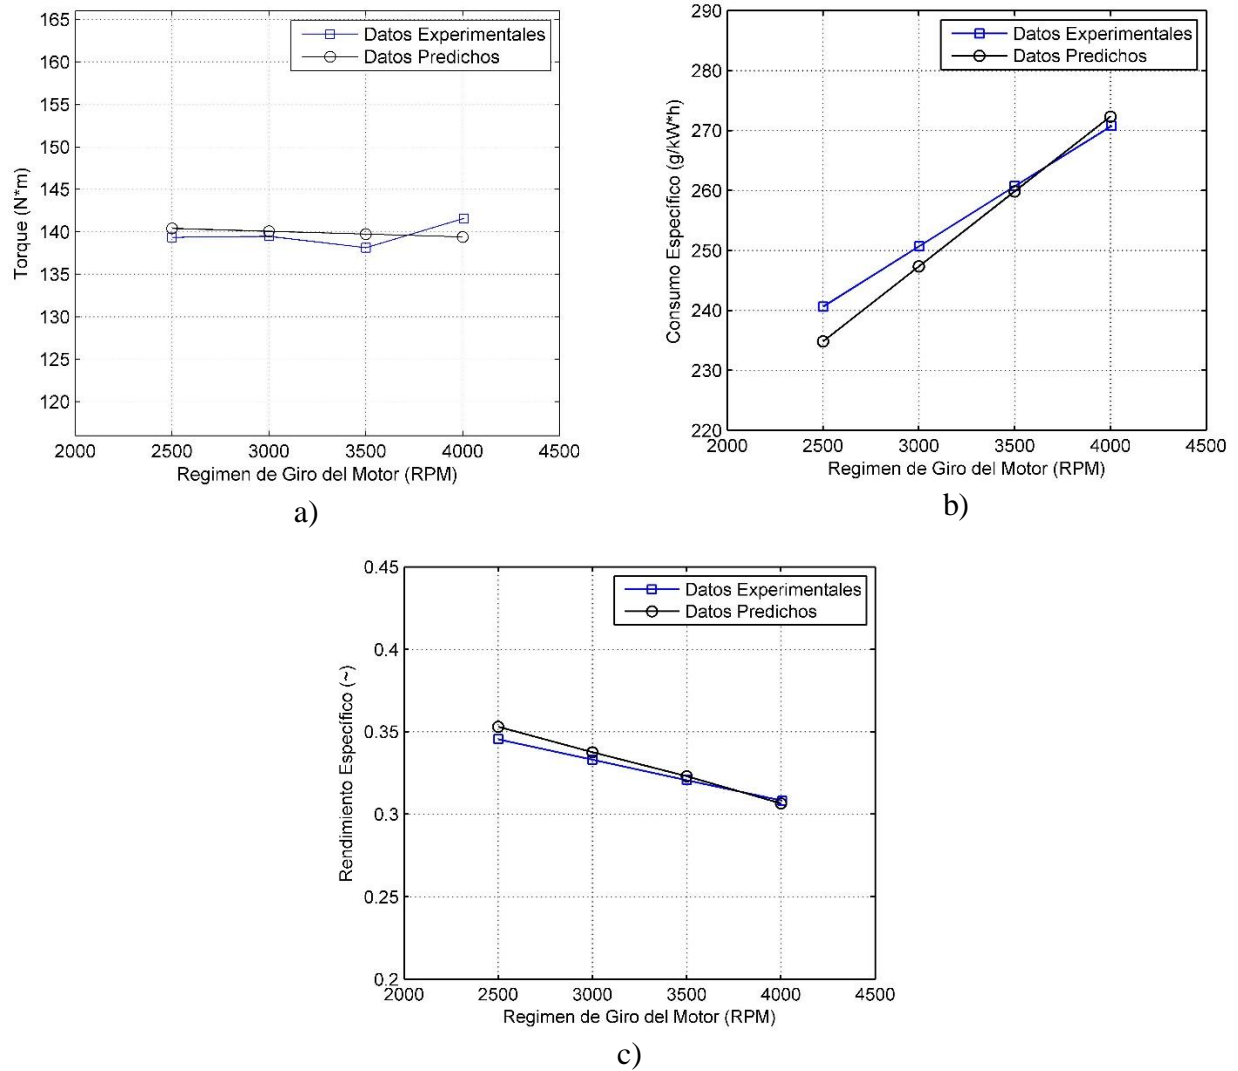 165
160
155
150
145
140
135
130
125
120
Torque (N*m)
Datos Experimentales
Datos Predichos
2000 2500 3000 3500 4000 4500
Regimen de Giro del Motor (RPM)
a)
290
280
270
260
250
240
230
220
Consumo Específico (g/kW*h)
Datos Experimentales
Datos Predichos
2000 2500 3000 3500 4000 4500
Regimen de Giro del Motor (RPM)
b)
0.45
0.4
0.35
0.3
0.25
0.2
Rendimiento Específico (~)
Datos Experimentales
Datos Predichos
2000 2500 3000 3500 4000 4500
Regimen de Giro del Motor (RPM)
c)